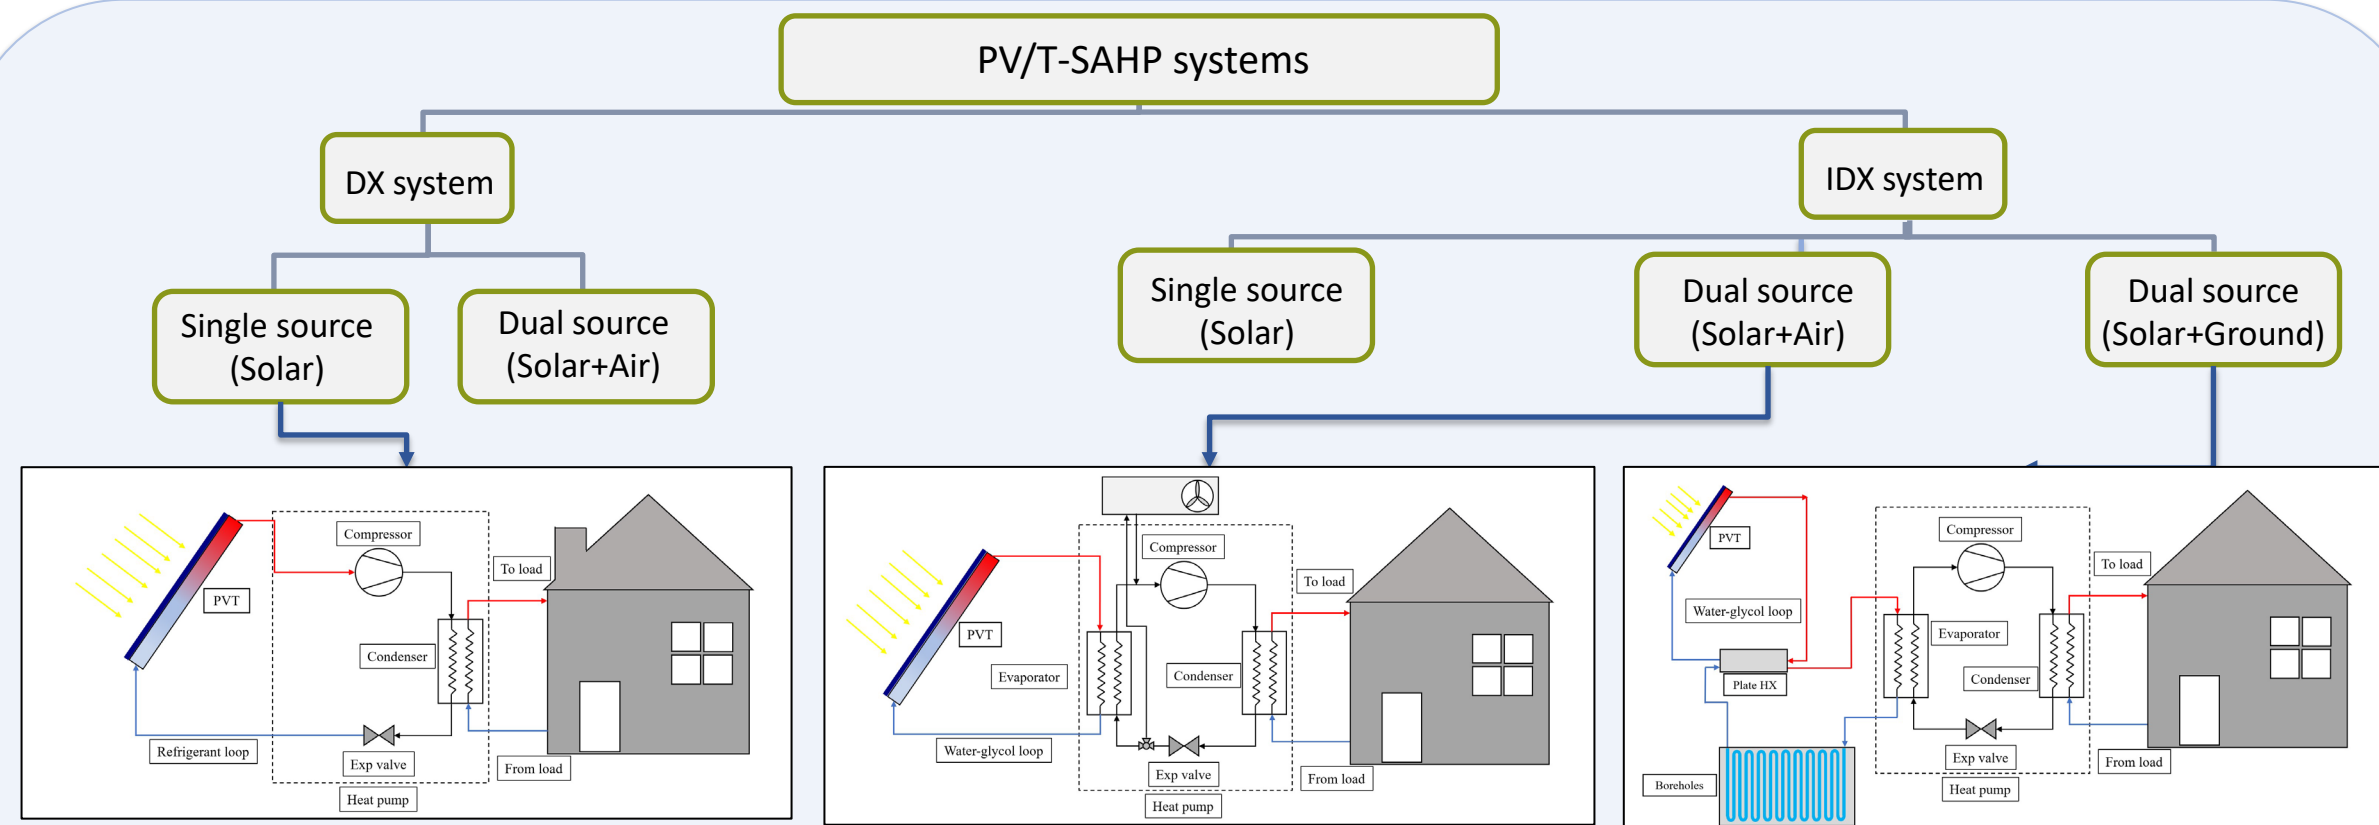 PV/T-SAHP systems
DX system
IDX system
Single source
(Solar)
Dual source
(Solar+Air)
Single source
(Solar)
Dual source
(Solar+Air)
Dual source
(Solar+Ground)
Compressor
To load
PVT
Condenser
Refrigerant loop
Exp valve
From load
Heat pump
Compressor
To load
PVT
Evaporator
Condenser
Water-glycol loop
Exp valve
From load
Heat pump
Compressor
PVT
To load
Water-glycol loop
Evaporator
Plate HX
Condenser
Exp valve
From load
Boreholes
Heat pump